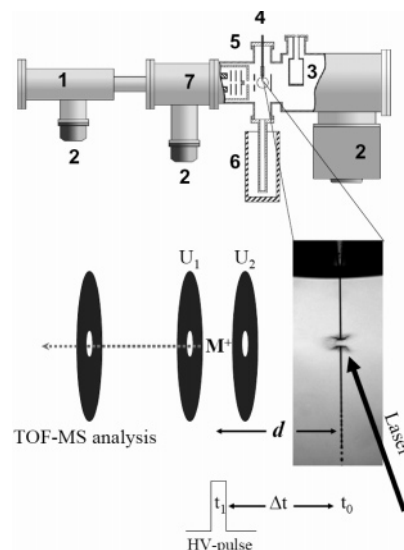 4
5
1
7
3
2
2
6
2
U₁ U₂
M⁺
TOF-MS analysis
d
Laser
t₁ Δt t₀
HV-pulse